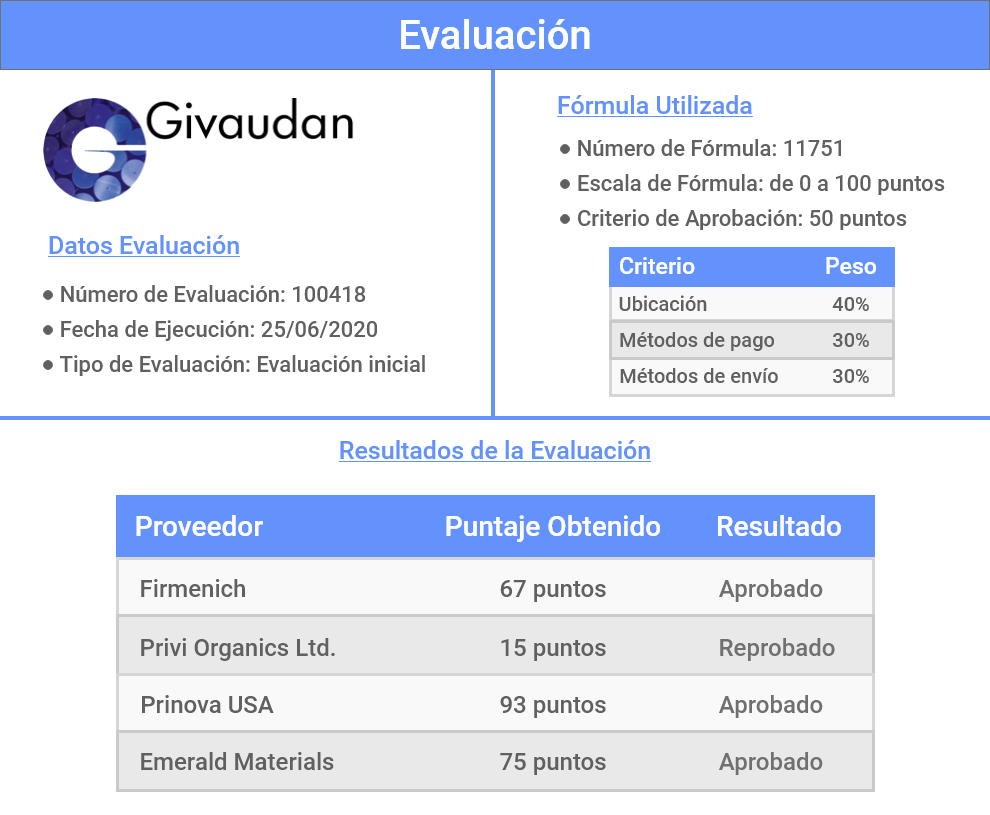 Evaluación
Givaudan
Datos Evaluación
● Número de Evaluación: 100418
● Fecha de Ejecución: 25/06/2020
● Tipo de Evaluación: Evaluación inicial
Fórmula Utilizada
● Número de Fórmula: 11751
● Escala de Fórmula: de 0 a 100 puntos
● Criterio de Aprobación: 50 puntos
Criterio Peso
Ubicación 40%
Métodos de pago 30%
Métodos de envío 30%
Resultados de la Evaluación
Proveedor Puntaje Obtenido Resultado
Firmenich 67 puntos Aprobado
Privi Organics Ltd. 15 puntos Reprobado
Prinova USA 93 puntos Aprobado
Emerald Materials 75 puntos Aprobado